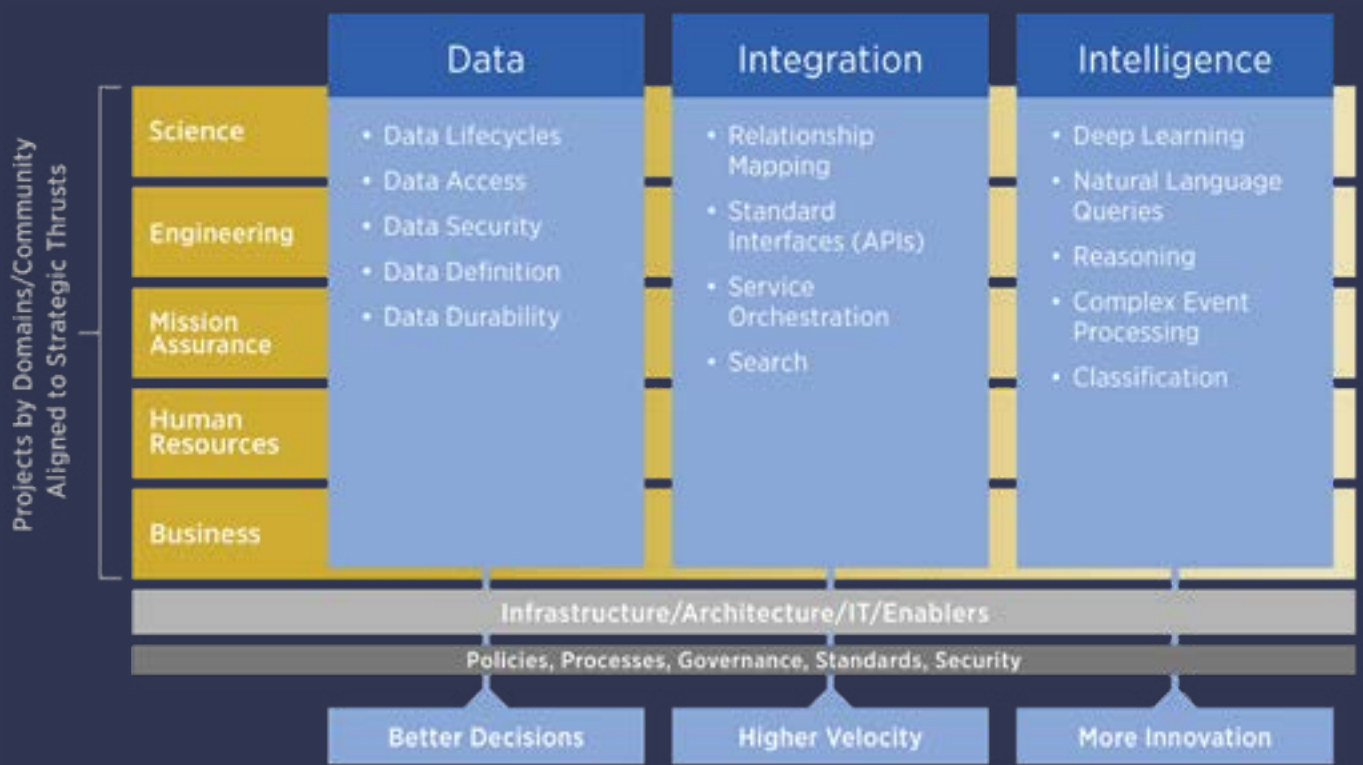 Projects by Domains/Community
Aligned to Strategic Thrusts
Science
Engineering
Mission
Assurance
Human
Resources
Business
Data
• Data Lifecycles
• Data Access
• Data Security
• Data Definition
• Data Durability
Integration
• Relationship
Mapping
• Standard
Interfaces (APIs)
• Service
Orchestration
• Search
Intelligence
• Deep Learning
• Natural Language
Queries
• Reasoning
• Complex Event
Processing
• Classification
Infrastructure/Architecture/IT/Enablers
Policies, Processes, Governance, Standards, Security
Better Decisions
Higher Velocity
More Innovation